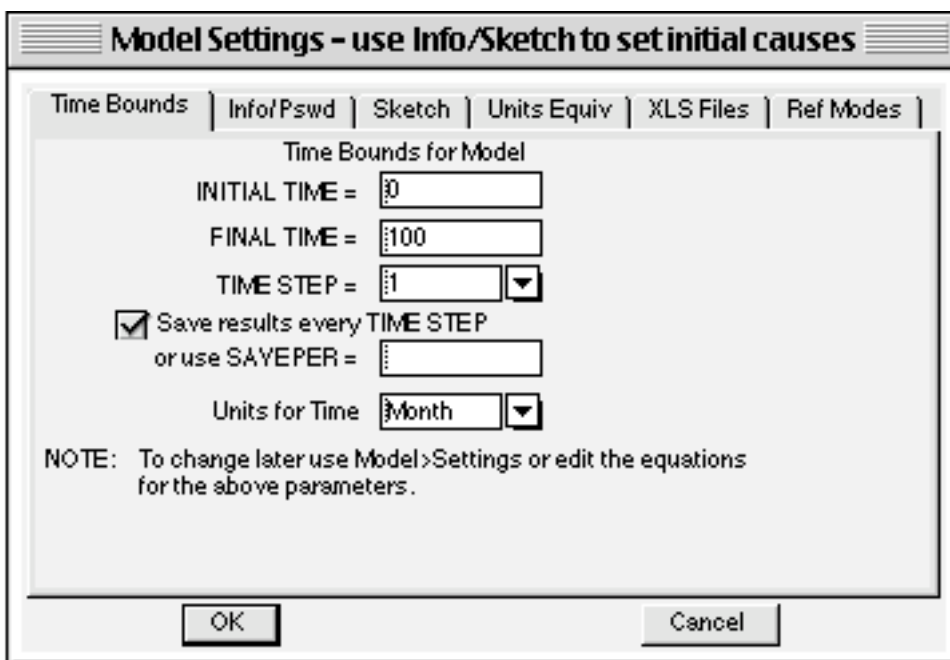 Model Settings – use Info/Sketch to set initial causes
Time Bounds | Info/Pswd | Sketch | Units Equiv | XLS Files | Ref Modes
Time Bounds for Model
INITIAL TIME = 0
FINAL TIME = 100
TIME STEP = 1
Save results every TIME STEP
or use SAVEPER =
Units for Time Month
NOTE: To change later use Model>Settings or edit the equations
for the above parameters.
OK Cancel